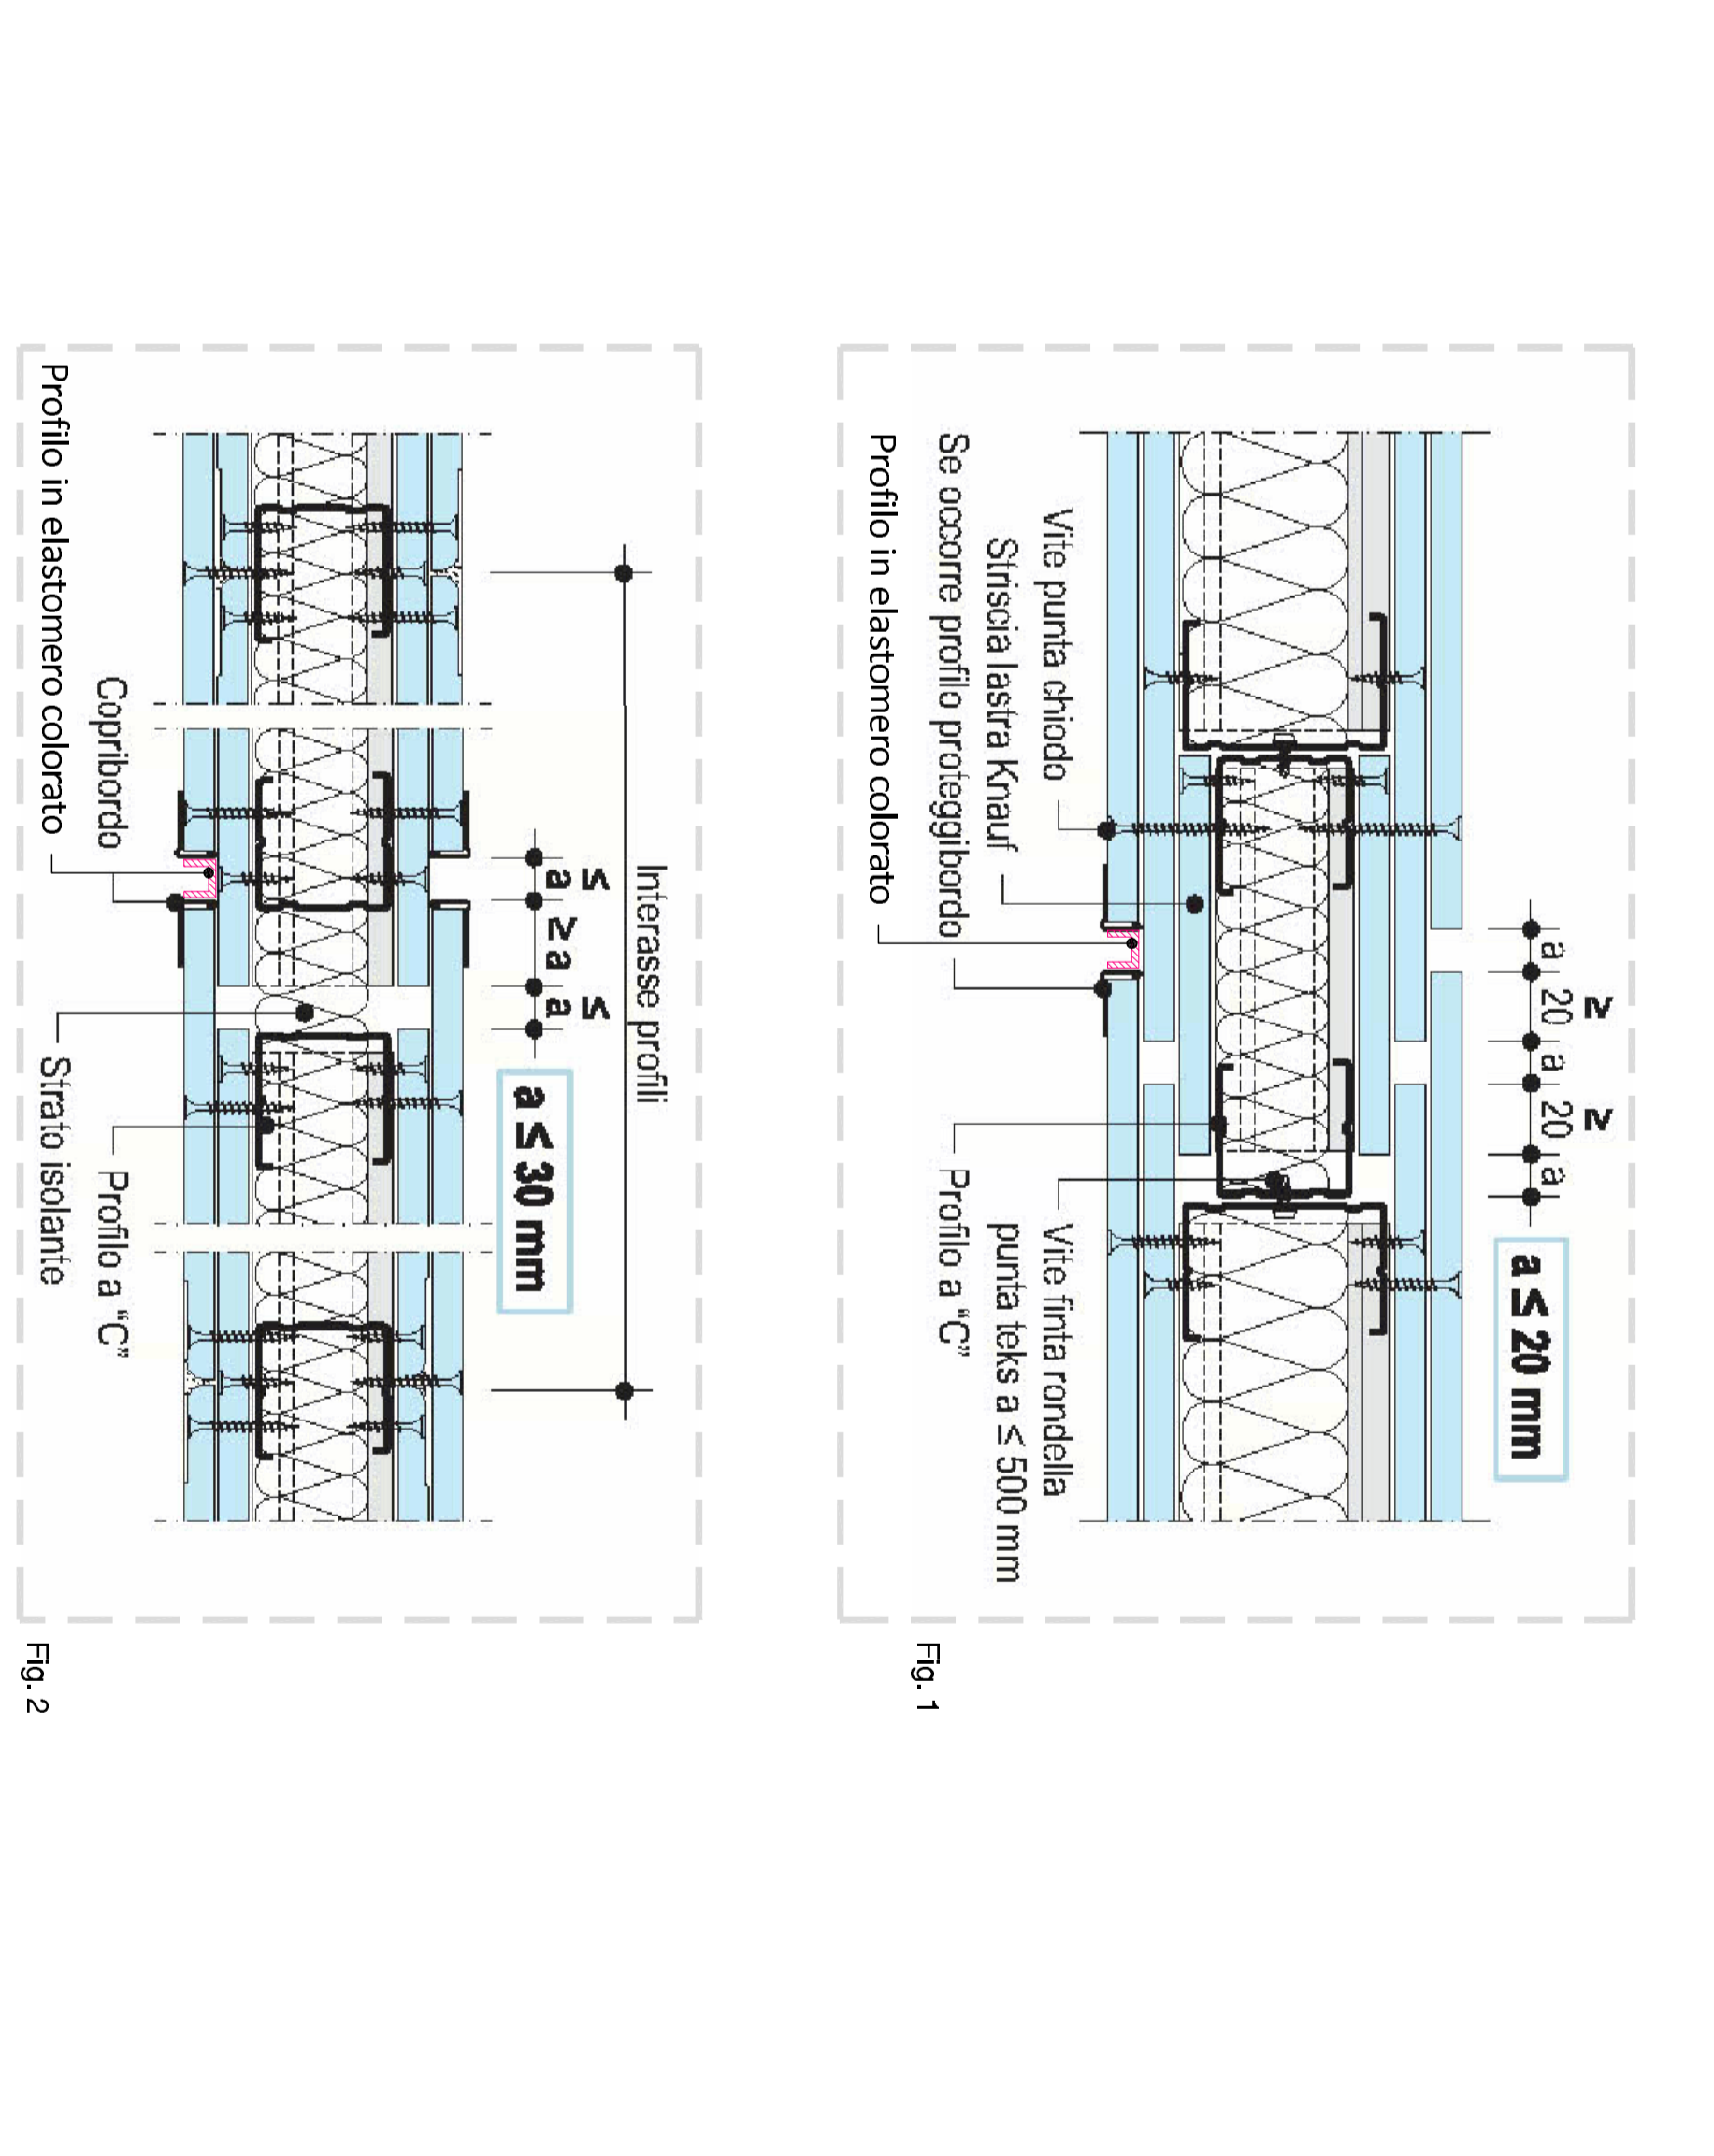 a ≥ 20 a ≥ 20 a
a ≤ 20 mm
Vite punta chiodo
Striscia lastra Knauf
Se occorre profilo proteggibordo
Profilo in elastomero colorato
Vite finta rondella
punta teks a ≤ 500 mm
Profilo a “C”
Fig. 1
Interasse profili
≤ a ≥ a ≤ a
a ≤ 30 mm
Copribordo
Profilo in elastomero colorato
Profilo a “C”
Strato isolante
Fig. 2